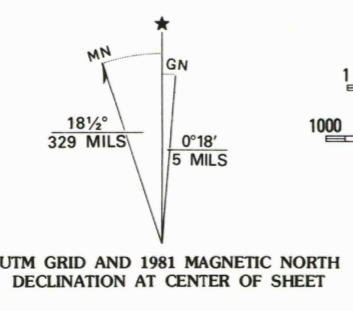 ★
MN
GN
18½°
329 MILS
0°18′
5 MILS
1
1000
UTM GRID AND 1981 MAGNETIC NORTH
DECLINATION AT CENTER OF SHEET